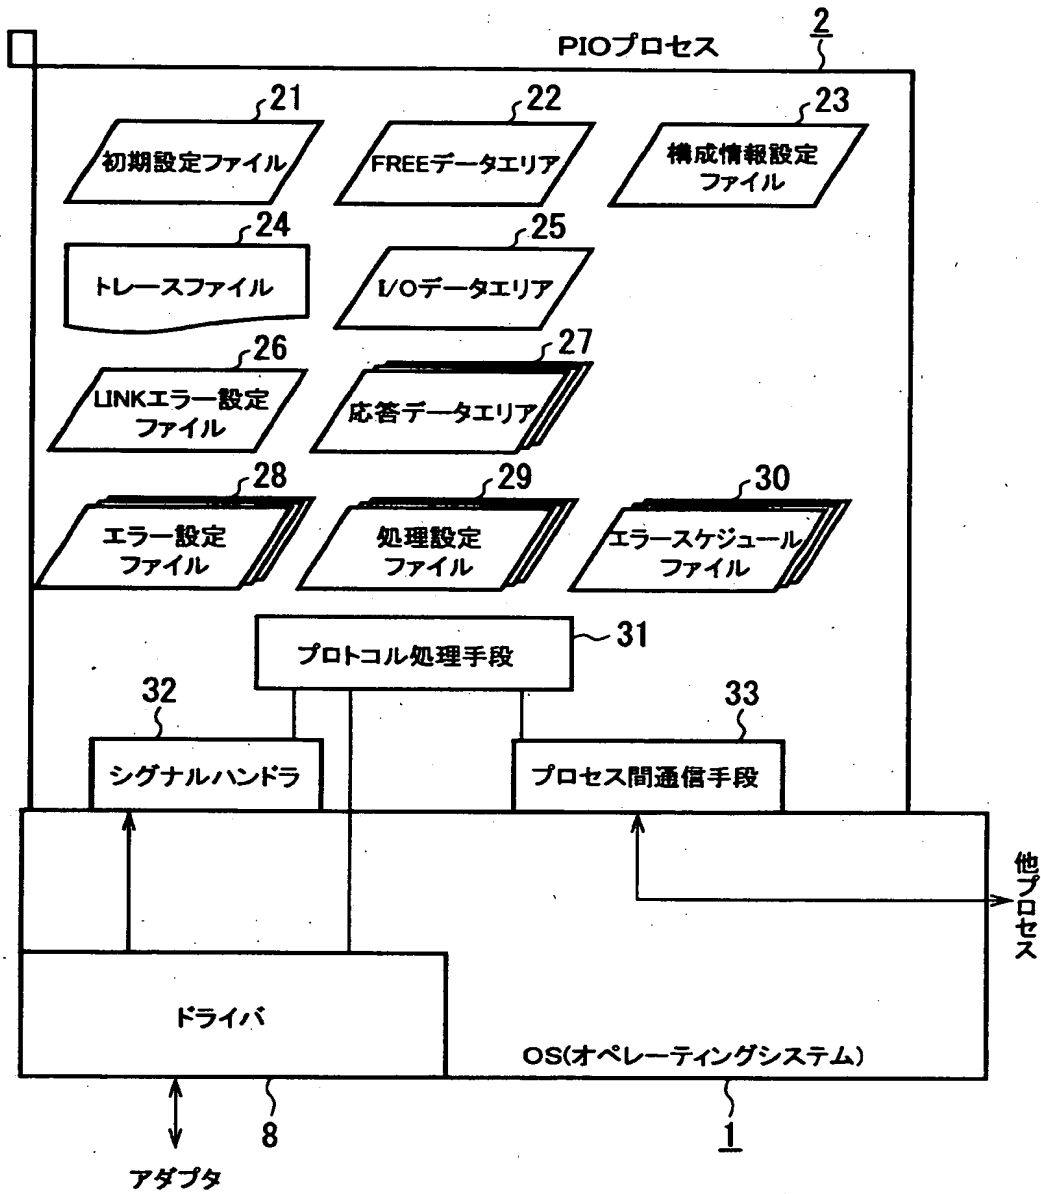 2
PIOプロセス
21
22
23
初期設定ファイル
FREEデータエリア
構成情報設定
ファイル
24
25
トレースファイル
I/Oデータエリア
26
27
LINKエラー設定
ファイル
応答データエリア
28
29
30
エラー設定
ファイル
処理設定
ファイル
エラースケジュール
ファイル
プロトコル処理手段
31
32
33
シグナルハンドラ
プロセス間通信手段
他プロセス
ドライバ
OS(オペレーティングシステム)
8
1
アダプタ